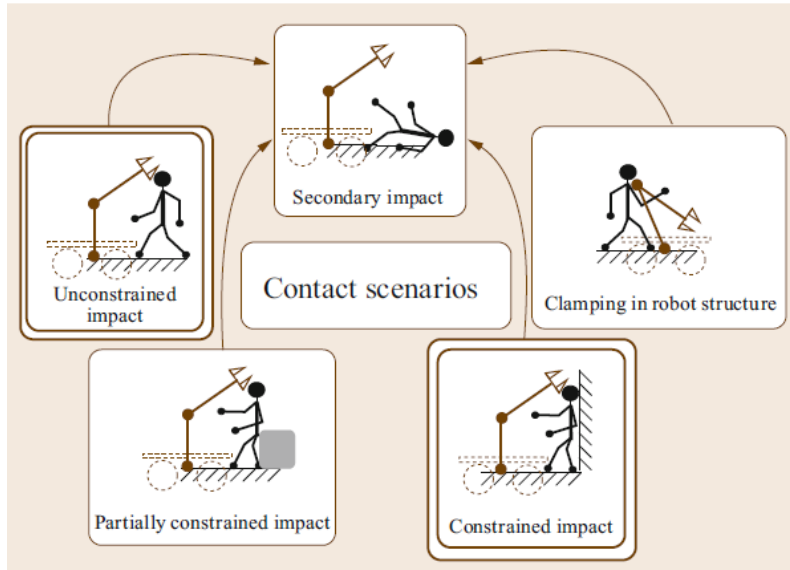 Secondary impact
Unconstrained
impact
Contact scenarios
Clamping in robot structure
Partially constrained impact
Constrained impact